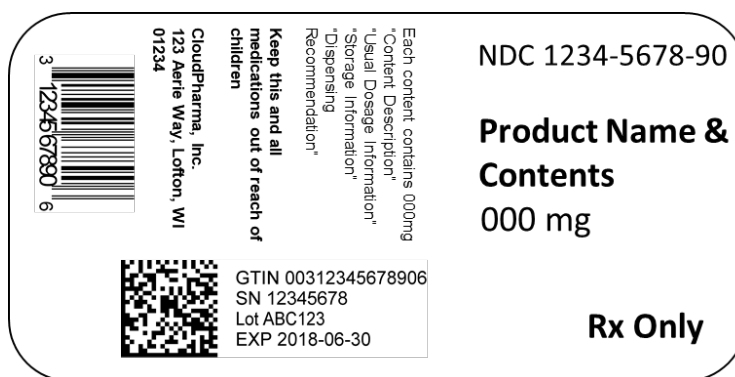 NDC 1234-5678-90
Product Name &
Contents
000 mg
Rx Only
Each content contains 000mg
"Content Description"
"Usual Dosage Information"
"Storage Information"
"Dispensing
Recommendation"
Keep this and all
medications out of reach of
children
CloudPharma, Inc.
123 Aerie Way, Lofton, WI
01234
3 1234567890 6
GTIN 00312345678906
SN 12345678
Lot ABC123
EXP 2018-06-30